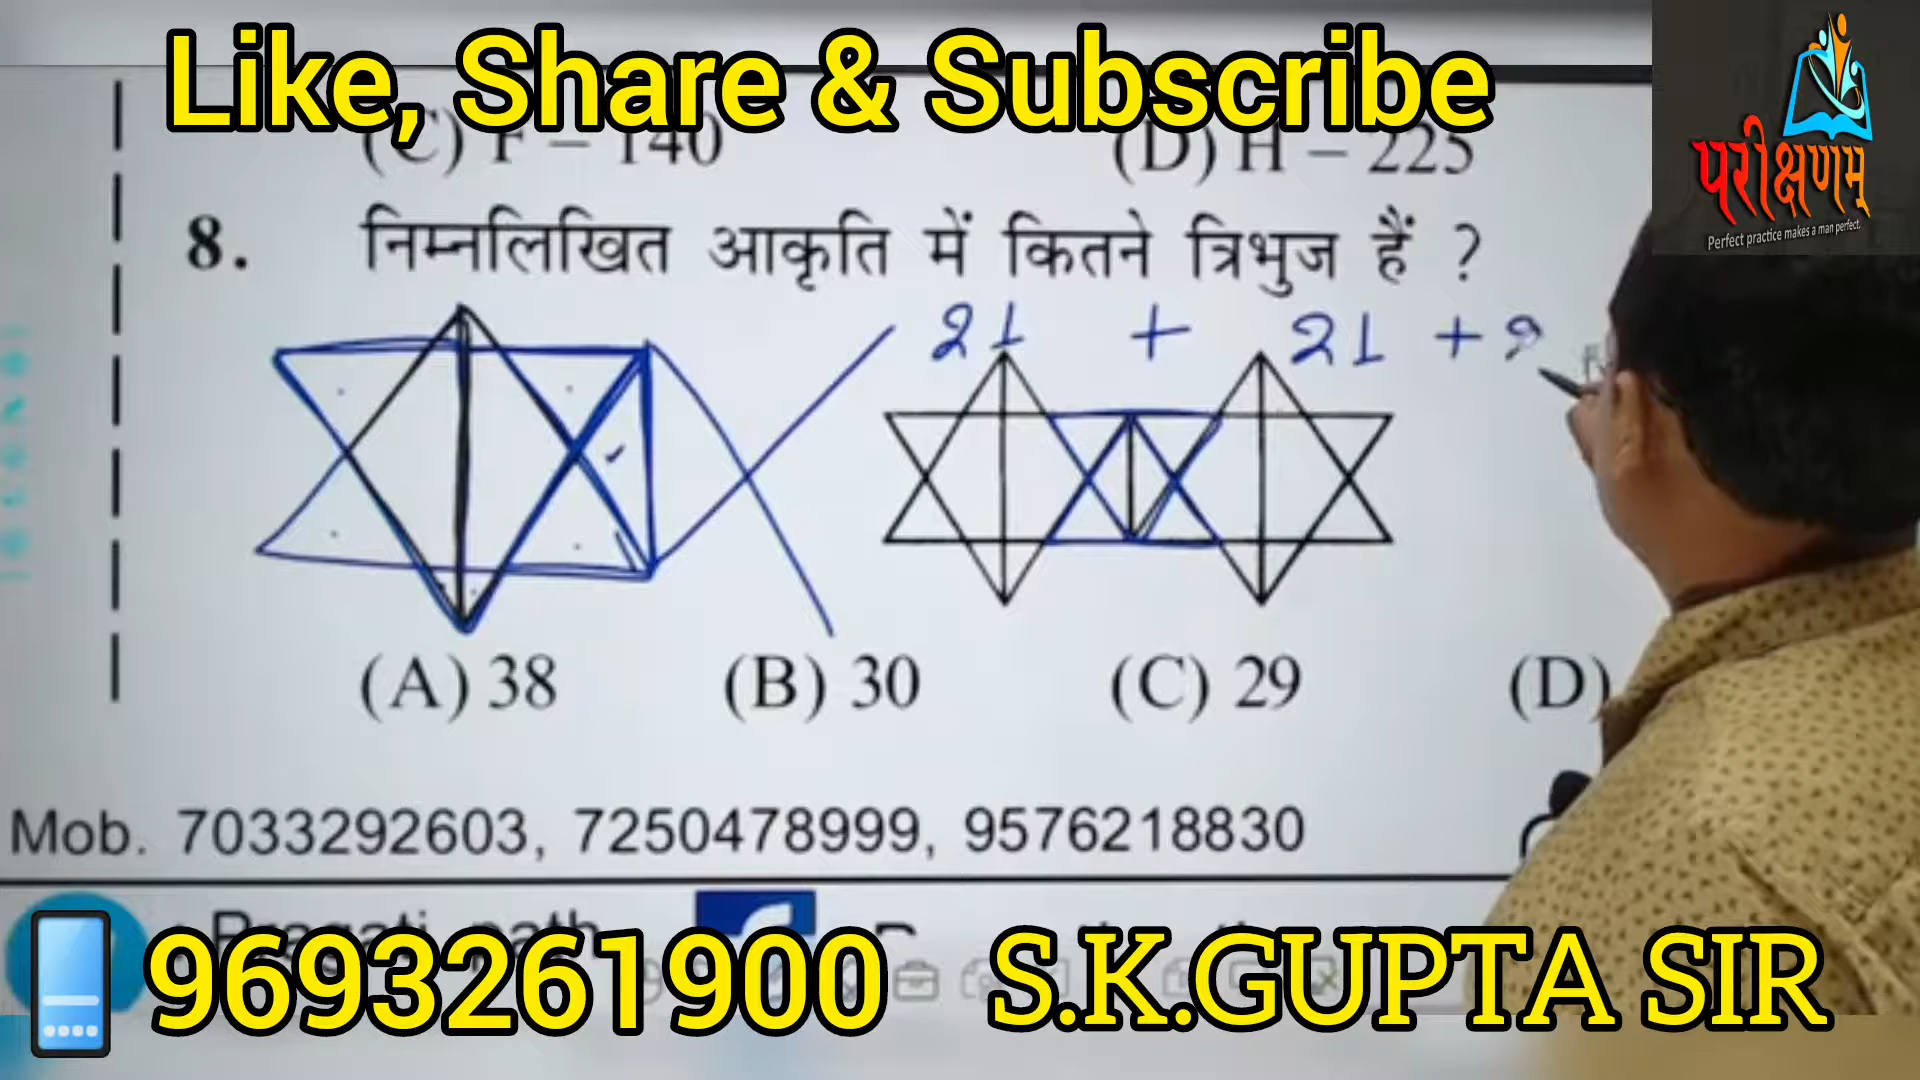 Like, Share & Subscribe
(C) F – 140 (D) H – 225
परीक्षणम्
Perfect practice makes a man perfect.
8. निम्नलिखित आकृति में कितने त्रिभुज हैं ?
21 + 21 +
(A) 38 (B) 30 (C) 29 (D)
Mob. 7033292603, 7250478999, 9576218830
9693261900 S.K.GUPTA SIR